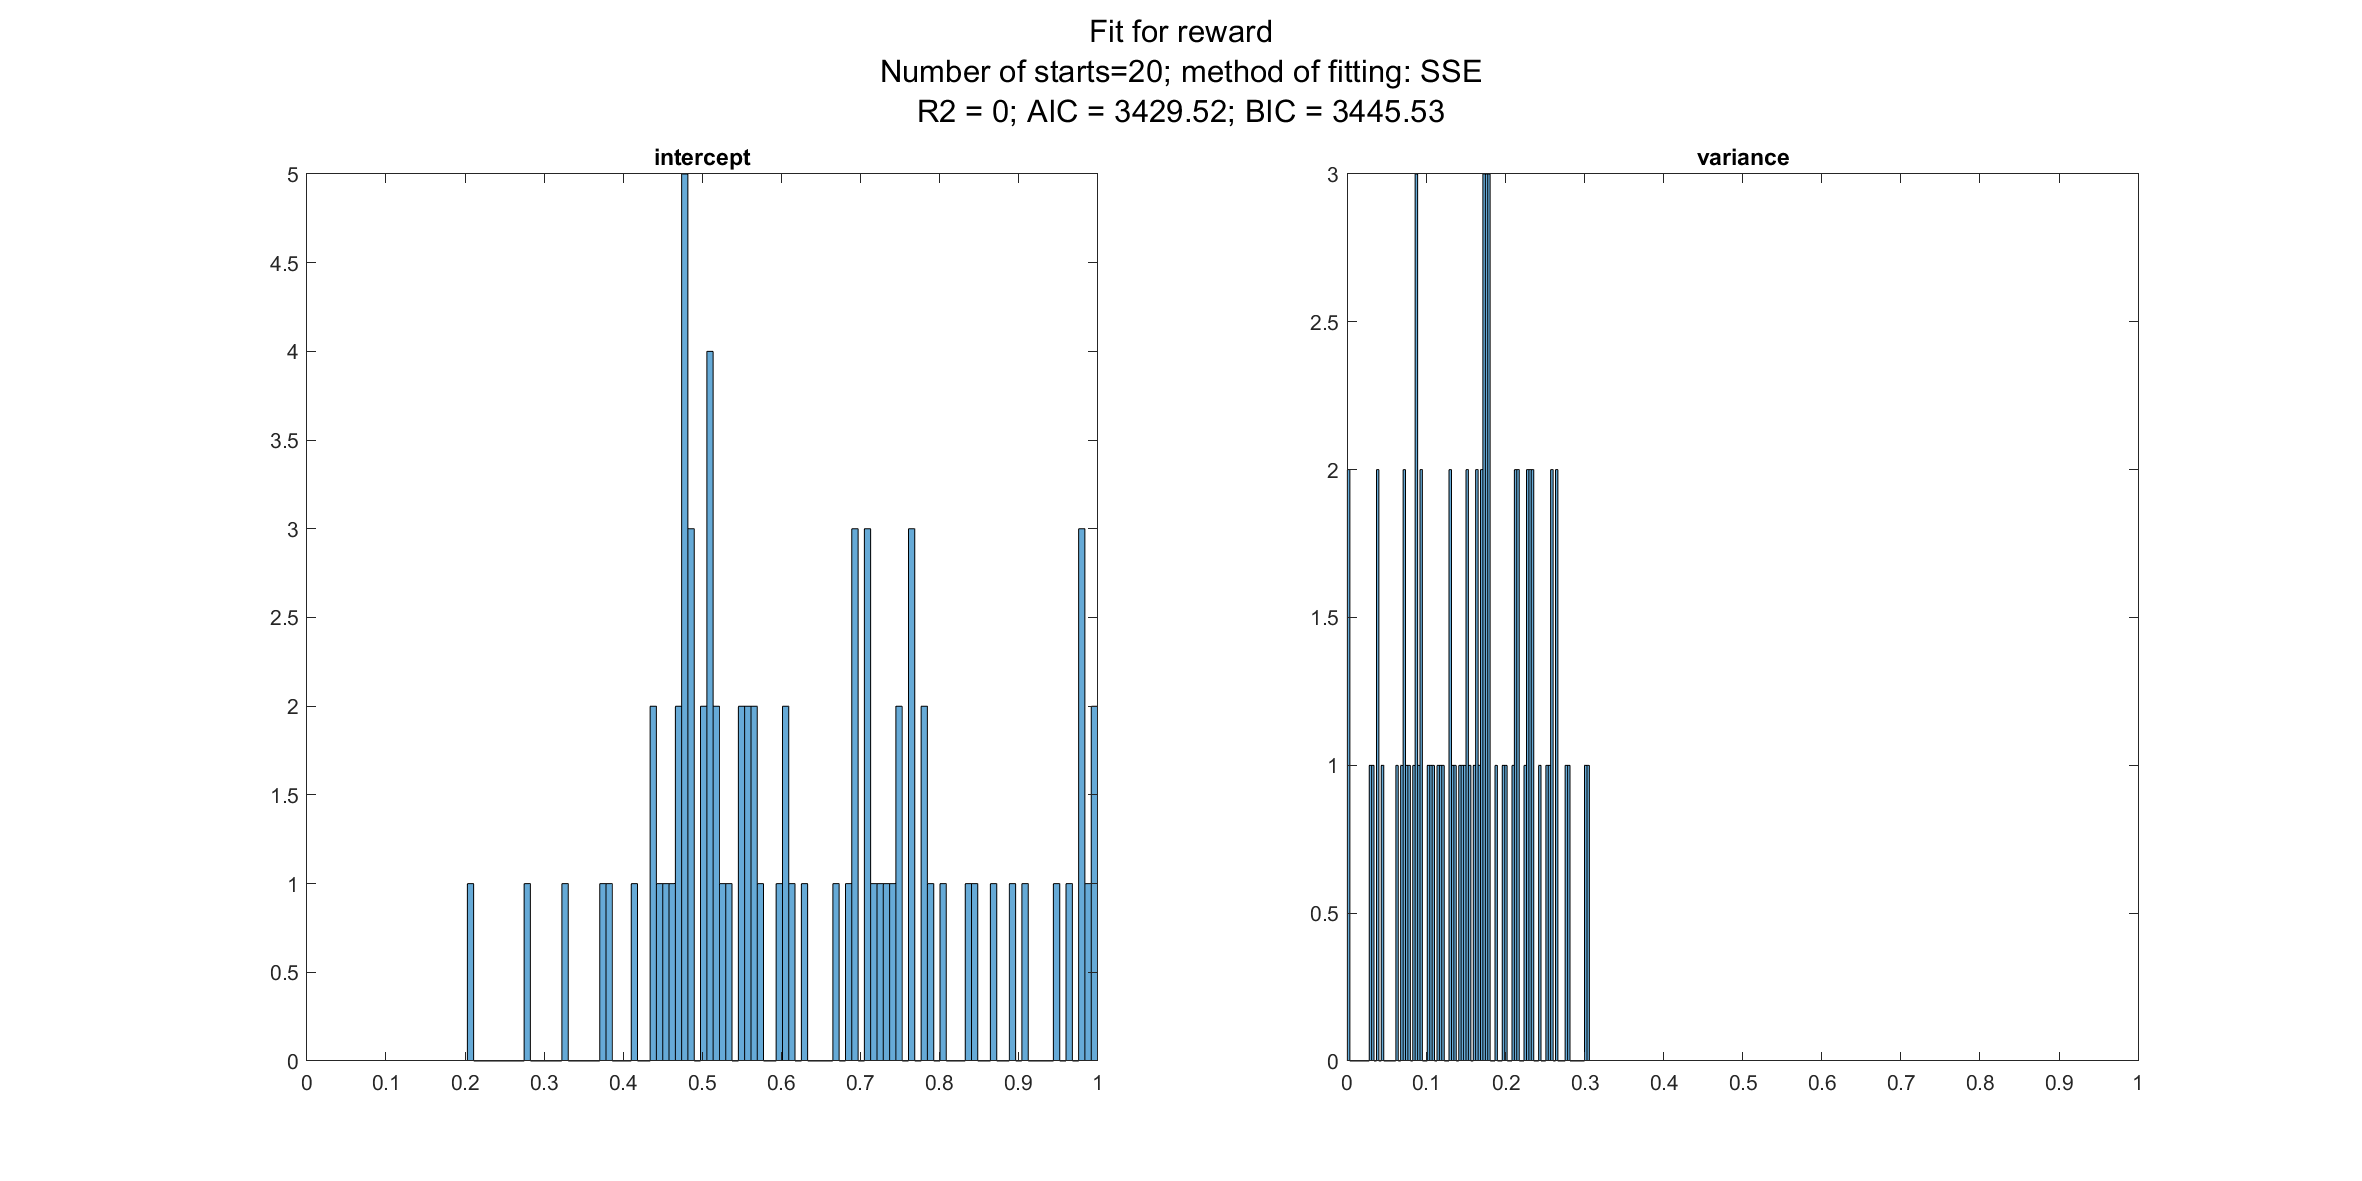 Fit for reward
Number of starts=20; method of fitting: SSE
R2 = 0; AIC = 3429.52; BIC = 3445.53
intercept
5
4.5
4
3.5
3
2.5
2
1.5
1
0.5
0
0 0.1 0.2 0.3 0.4 0.5 0.6 0.7 0.8 0.9 1
variance
3
2.5
2
1.5
1
0.5
0
0 0.1 0.2 0.3 0.4 0.5 0.6 0.7 0.8 0.9 1